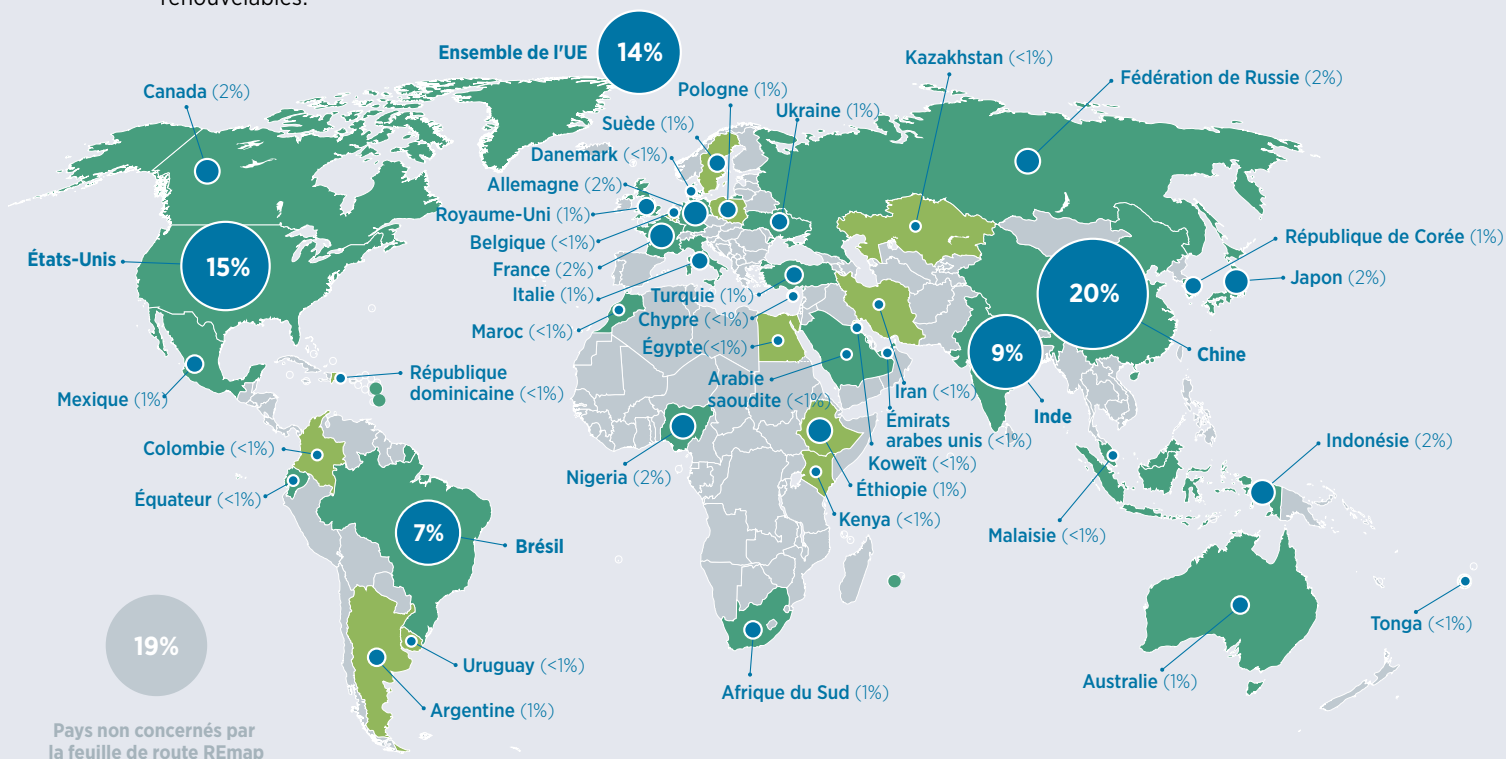 renouvelables.
Ensemble de l'UE
14%
Kazakhstan (<1%)
Canada (2%)
Pologne (1%)
Fédération de Russie (2%)
Ukraine (1%)
Suède (1%)
Danemark (<1%)
Allemagne (2%)
Royaume-Uni (1%)
Belgique (<1%)
République de Corée (1%)
États-Unis
15%
France (2%)
Japon (2%)
Italie (1%)
Turquie (1%)
20%
Chypre (<1%)
Maroc (<1%)
Égypte(<1%)
9%
Chine
Mexique (1%)
République
dominicaine (<1%)
Arabie
saoudite (<1%)
Iran (<1%)
Inde
Émirats
arabes unis (<1%)
Colombie (<1%)
Indonésie (2%)
Koweït (<1%)
Nigeria (2%)
Éthiopie (1%)
Équateur (<1%)
Kenya (<1%)
Malaisie (<1%)
7%
Brésil
19%
Tonga (<1%)
Uruguay (<1%)
Australie (1%)
Afrique du Sud (1%)
Argentine (1%)
Pays non concernés par
la feuille de route REmap